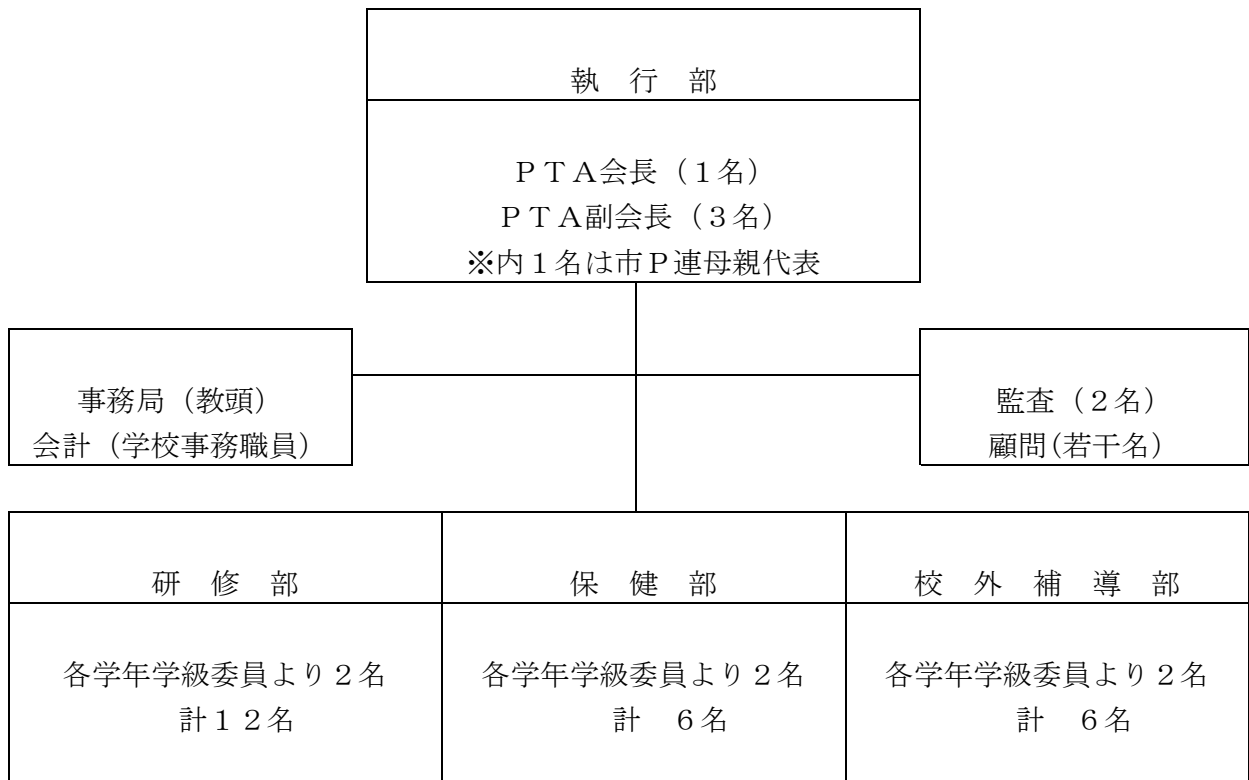 執　行　部
ＰＴＡ会長（１名）
ＰＴＡ副会長（３名）
※内１名は市Ｐ連母親代表
事務局（教頭）
会計（学校事務職員）
監査（２名）
顧問(若干名）
研　修　部
各学年学級委員より２名
計１２名
保　健　部
各学年学級委員より２名
計　６名
校　外　補　導　部
各学年学級委員より２名
計　６名